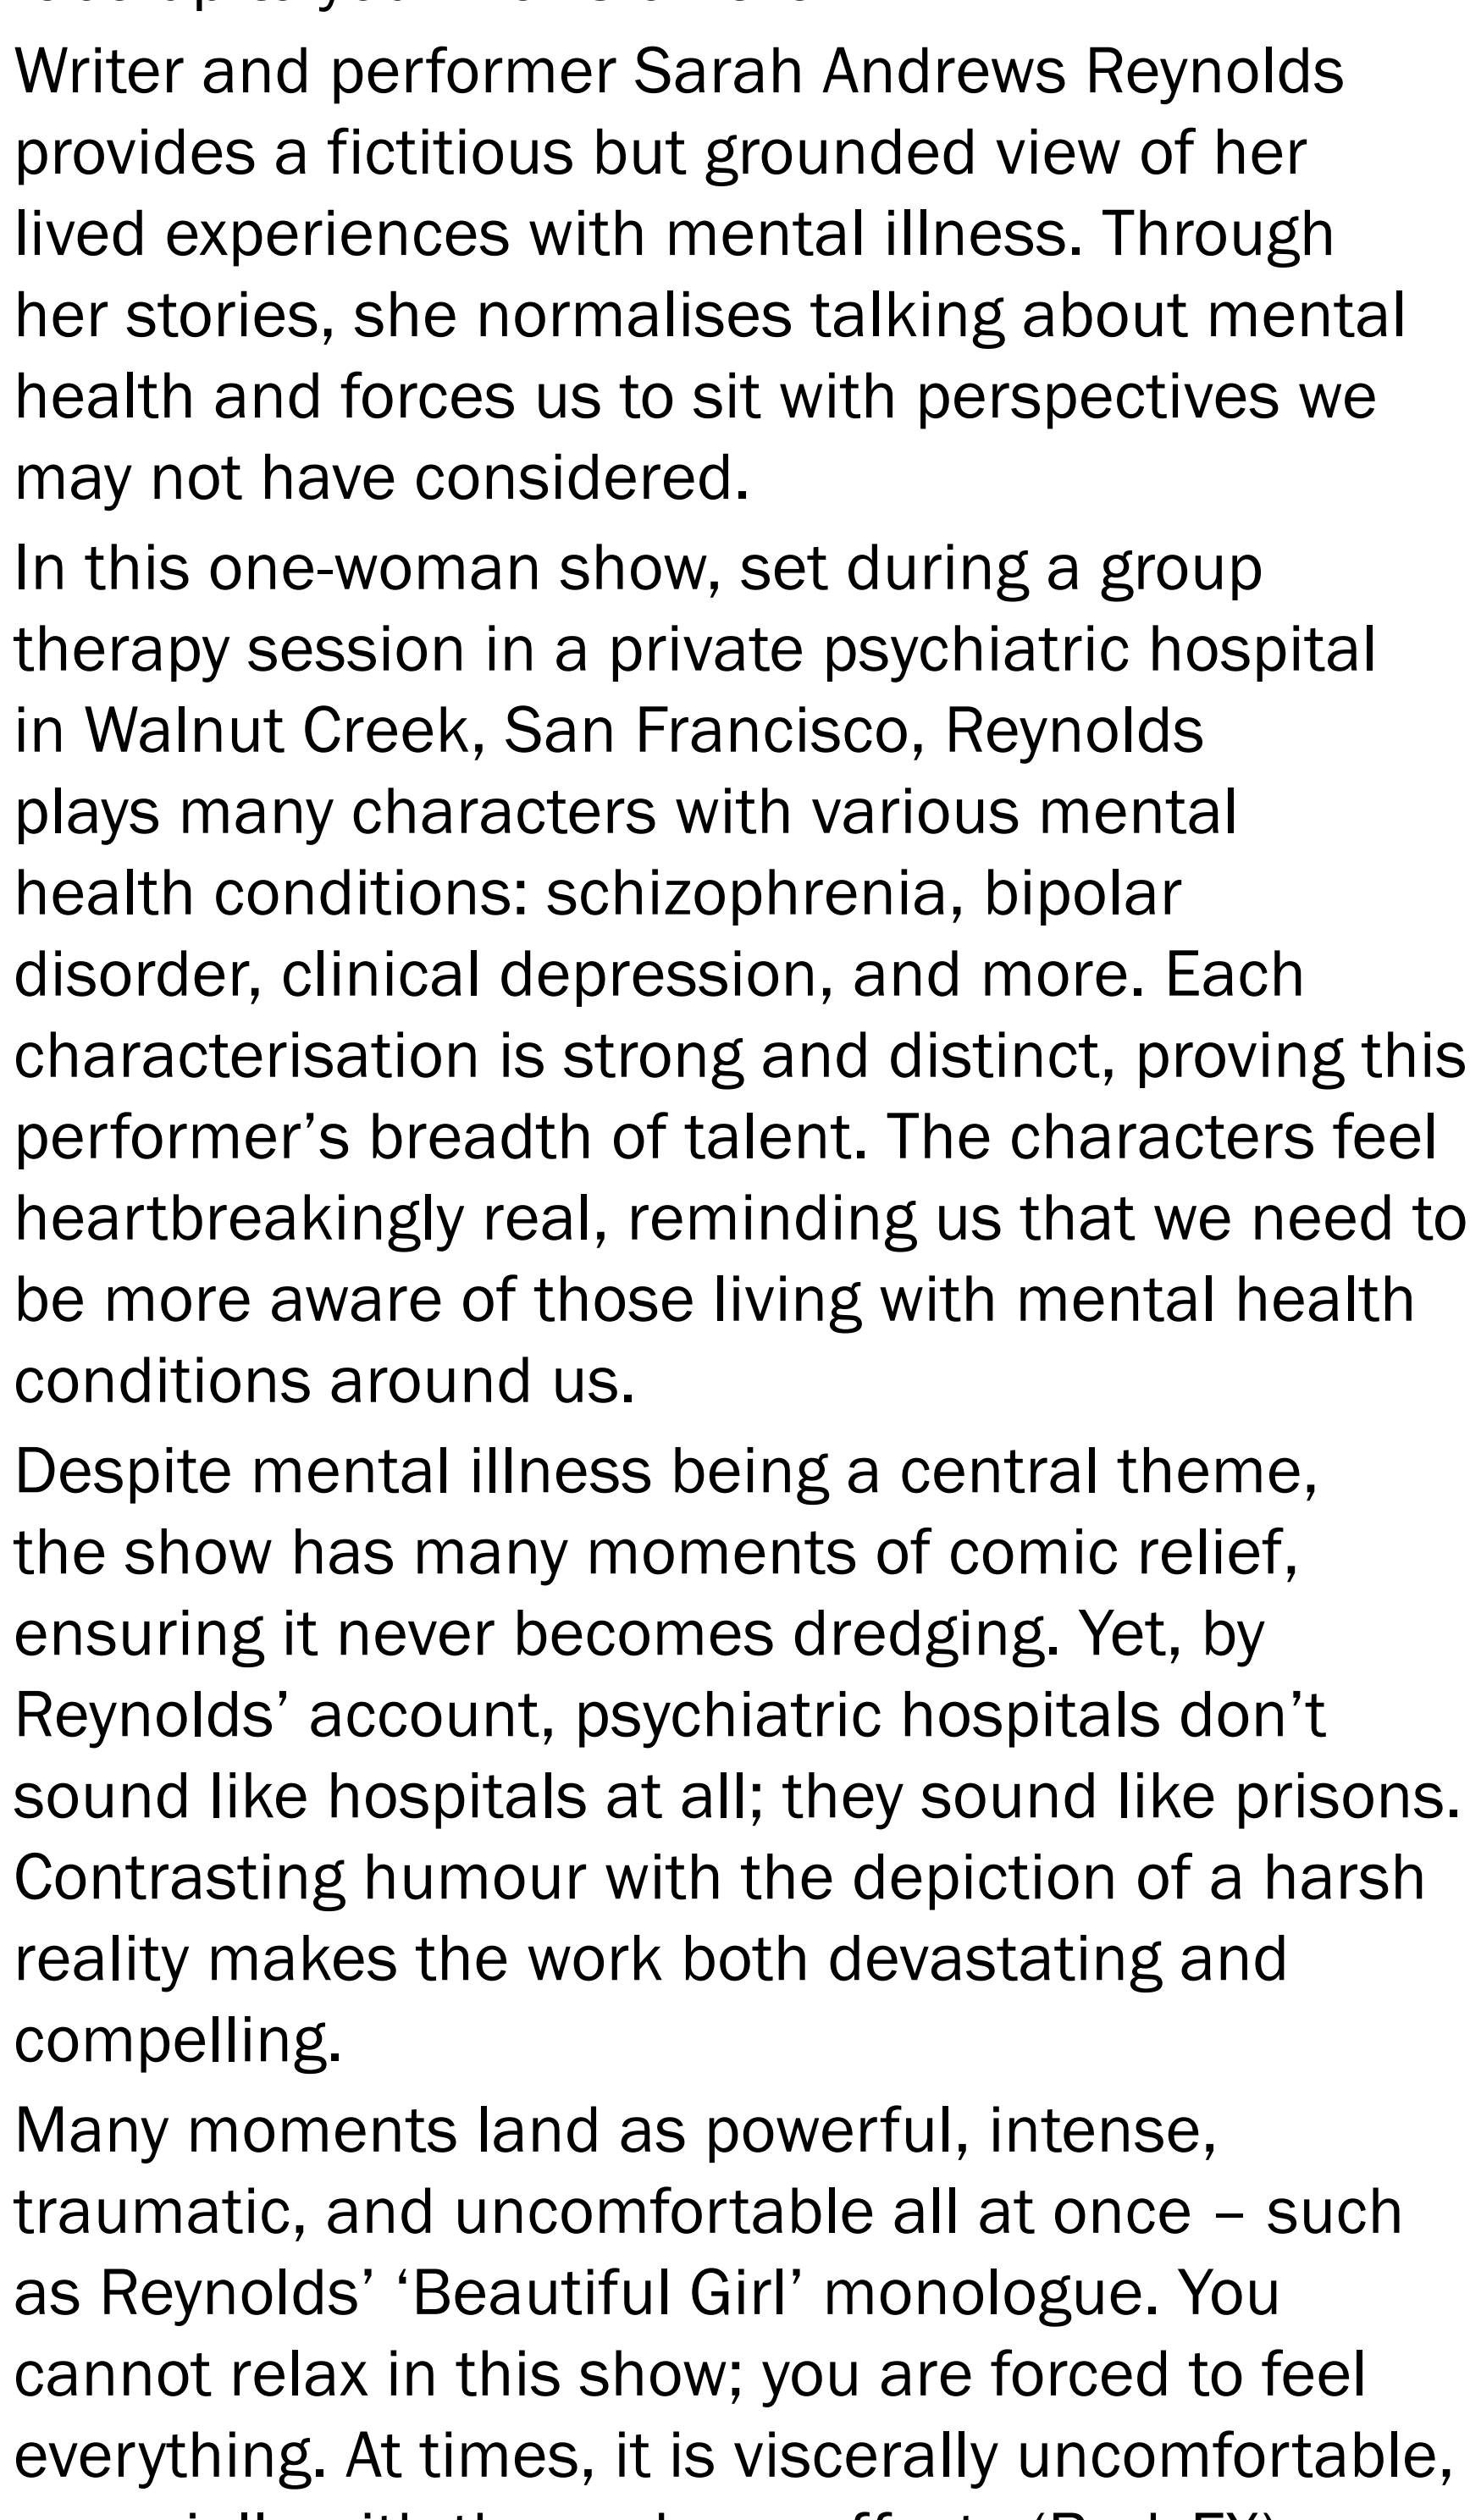 Writer and performer Sarah Andrews Reynolds
provides a fictitious but grounded view of her
lived experiences with mental illness. Through
her stories, she normalises talking about mental
health and forces us to sit with perspectives we
may not have considered.
In this one-woman show, set during a group
therapy session in a private psychiatric hospital
in Walnut Creek, San Francisco, Reynolds
plays many characters with various mental
health conditions: schizophrenia, bipolar
disorder, clinical depression, and more. Each
characterisation is strong and distinct, proving this
performer’s breadth of talent. The characters feel
heartbreakingly real, reminding us that we need to
be more aware of those living with mental health
conditions around us.
Despite mental illness being a central theme,
the show has many moments of comic relief,
ensuring it never becomes dredging. Yet, by
Reynolds’ account, psychiatric hospitals don’t
sound like hospitals at all; they sound like prisons.
Contrasting humour with the depiction of a harsh
reality makes the work both devastating and
compelling.
Many moments land as powerful, intense,
traumatic, and uncomfortable all at once – such
as Reynolds’ ‘Beautiful Girl’ monologue. You
cannot relax in this show; you are forced to feel
everything. At times, it is viscerally uncomfortable,